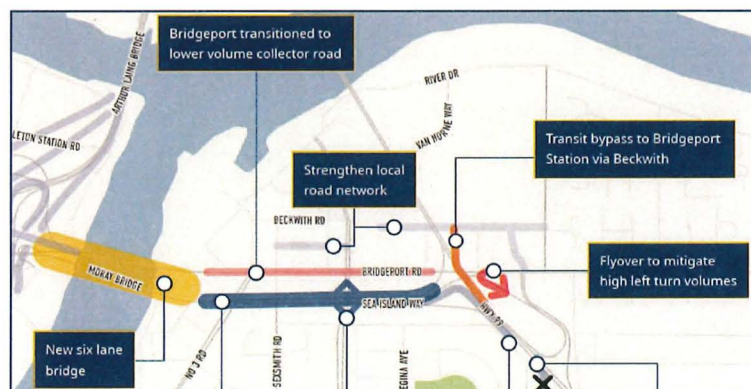 Bridgeport transitioned to
lower volume collector road
ARTHUR LAING BRIDGE
LETON STATION RD
RIVER DR
VAN HORNE WAY
Transit bypass to Bridgeport
Station via Beckwith
Strengthen local
road network
BECKWITH RD
MORAY BRIDGE
BRIDGEPORT RD
Flyover to mitigate
high left turn volumes
SEA ISLAND WAY
HWY 99
New six lane
bridge
NO 3 RD
SEXSMITH RD